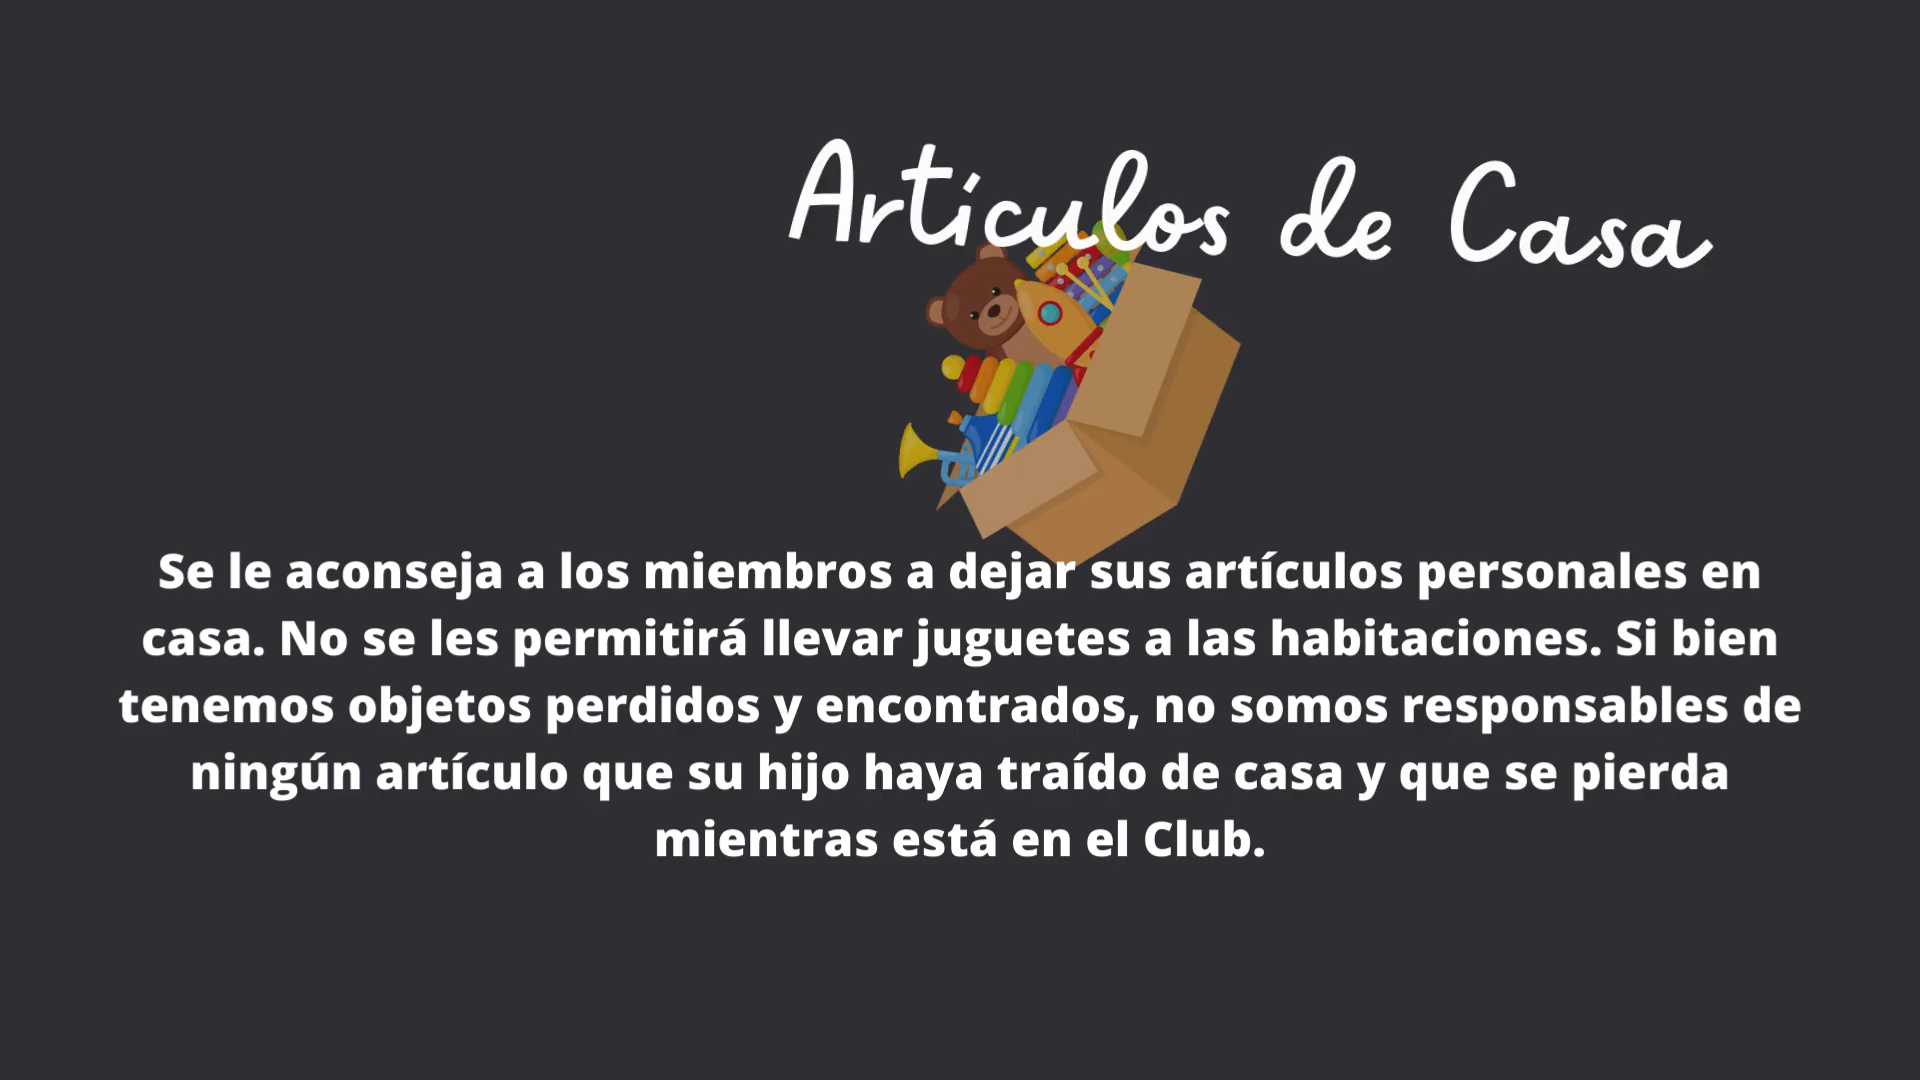 Artículos de Casa
Se le aconseja a los miembros a dejar sus artículos personales en
casa. No se les permitirá llevar juguetes a las habitaciones. Si bien
tenemos objetos perdidos y encontrados, no somos responsables de
ningún artículo que su hijo haya traído de casa y que se pierda
mientras está en el Club.